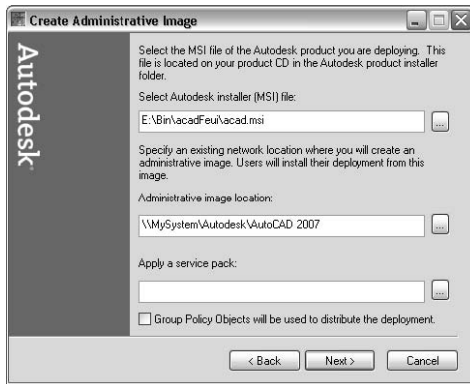 Create Administrative Image
Autodesk
Select the MSI file of the Autodesk product you are deploying. This
file is located on your product CD in the Autodesk product installer
folder.
Select Autodesk installer (MSI) file:
E:\Bin\acadFeui\acad.msi
...
Specify an existing network location where you will create an
administrative image. Users will install their deployment from this
image.
Administrative image location:
\\MySystem\Autodesk\AutoCAD 2007
...
Apply a service pack:
...
Group Policy Objects will be used to distribute the deployment.
< Back
Next >
Cancel